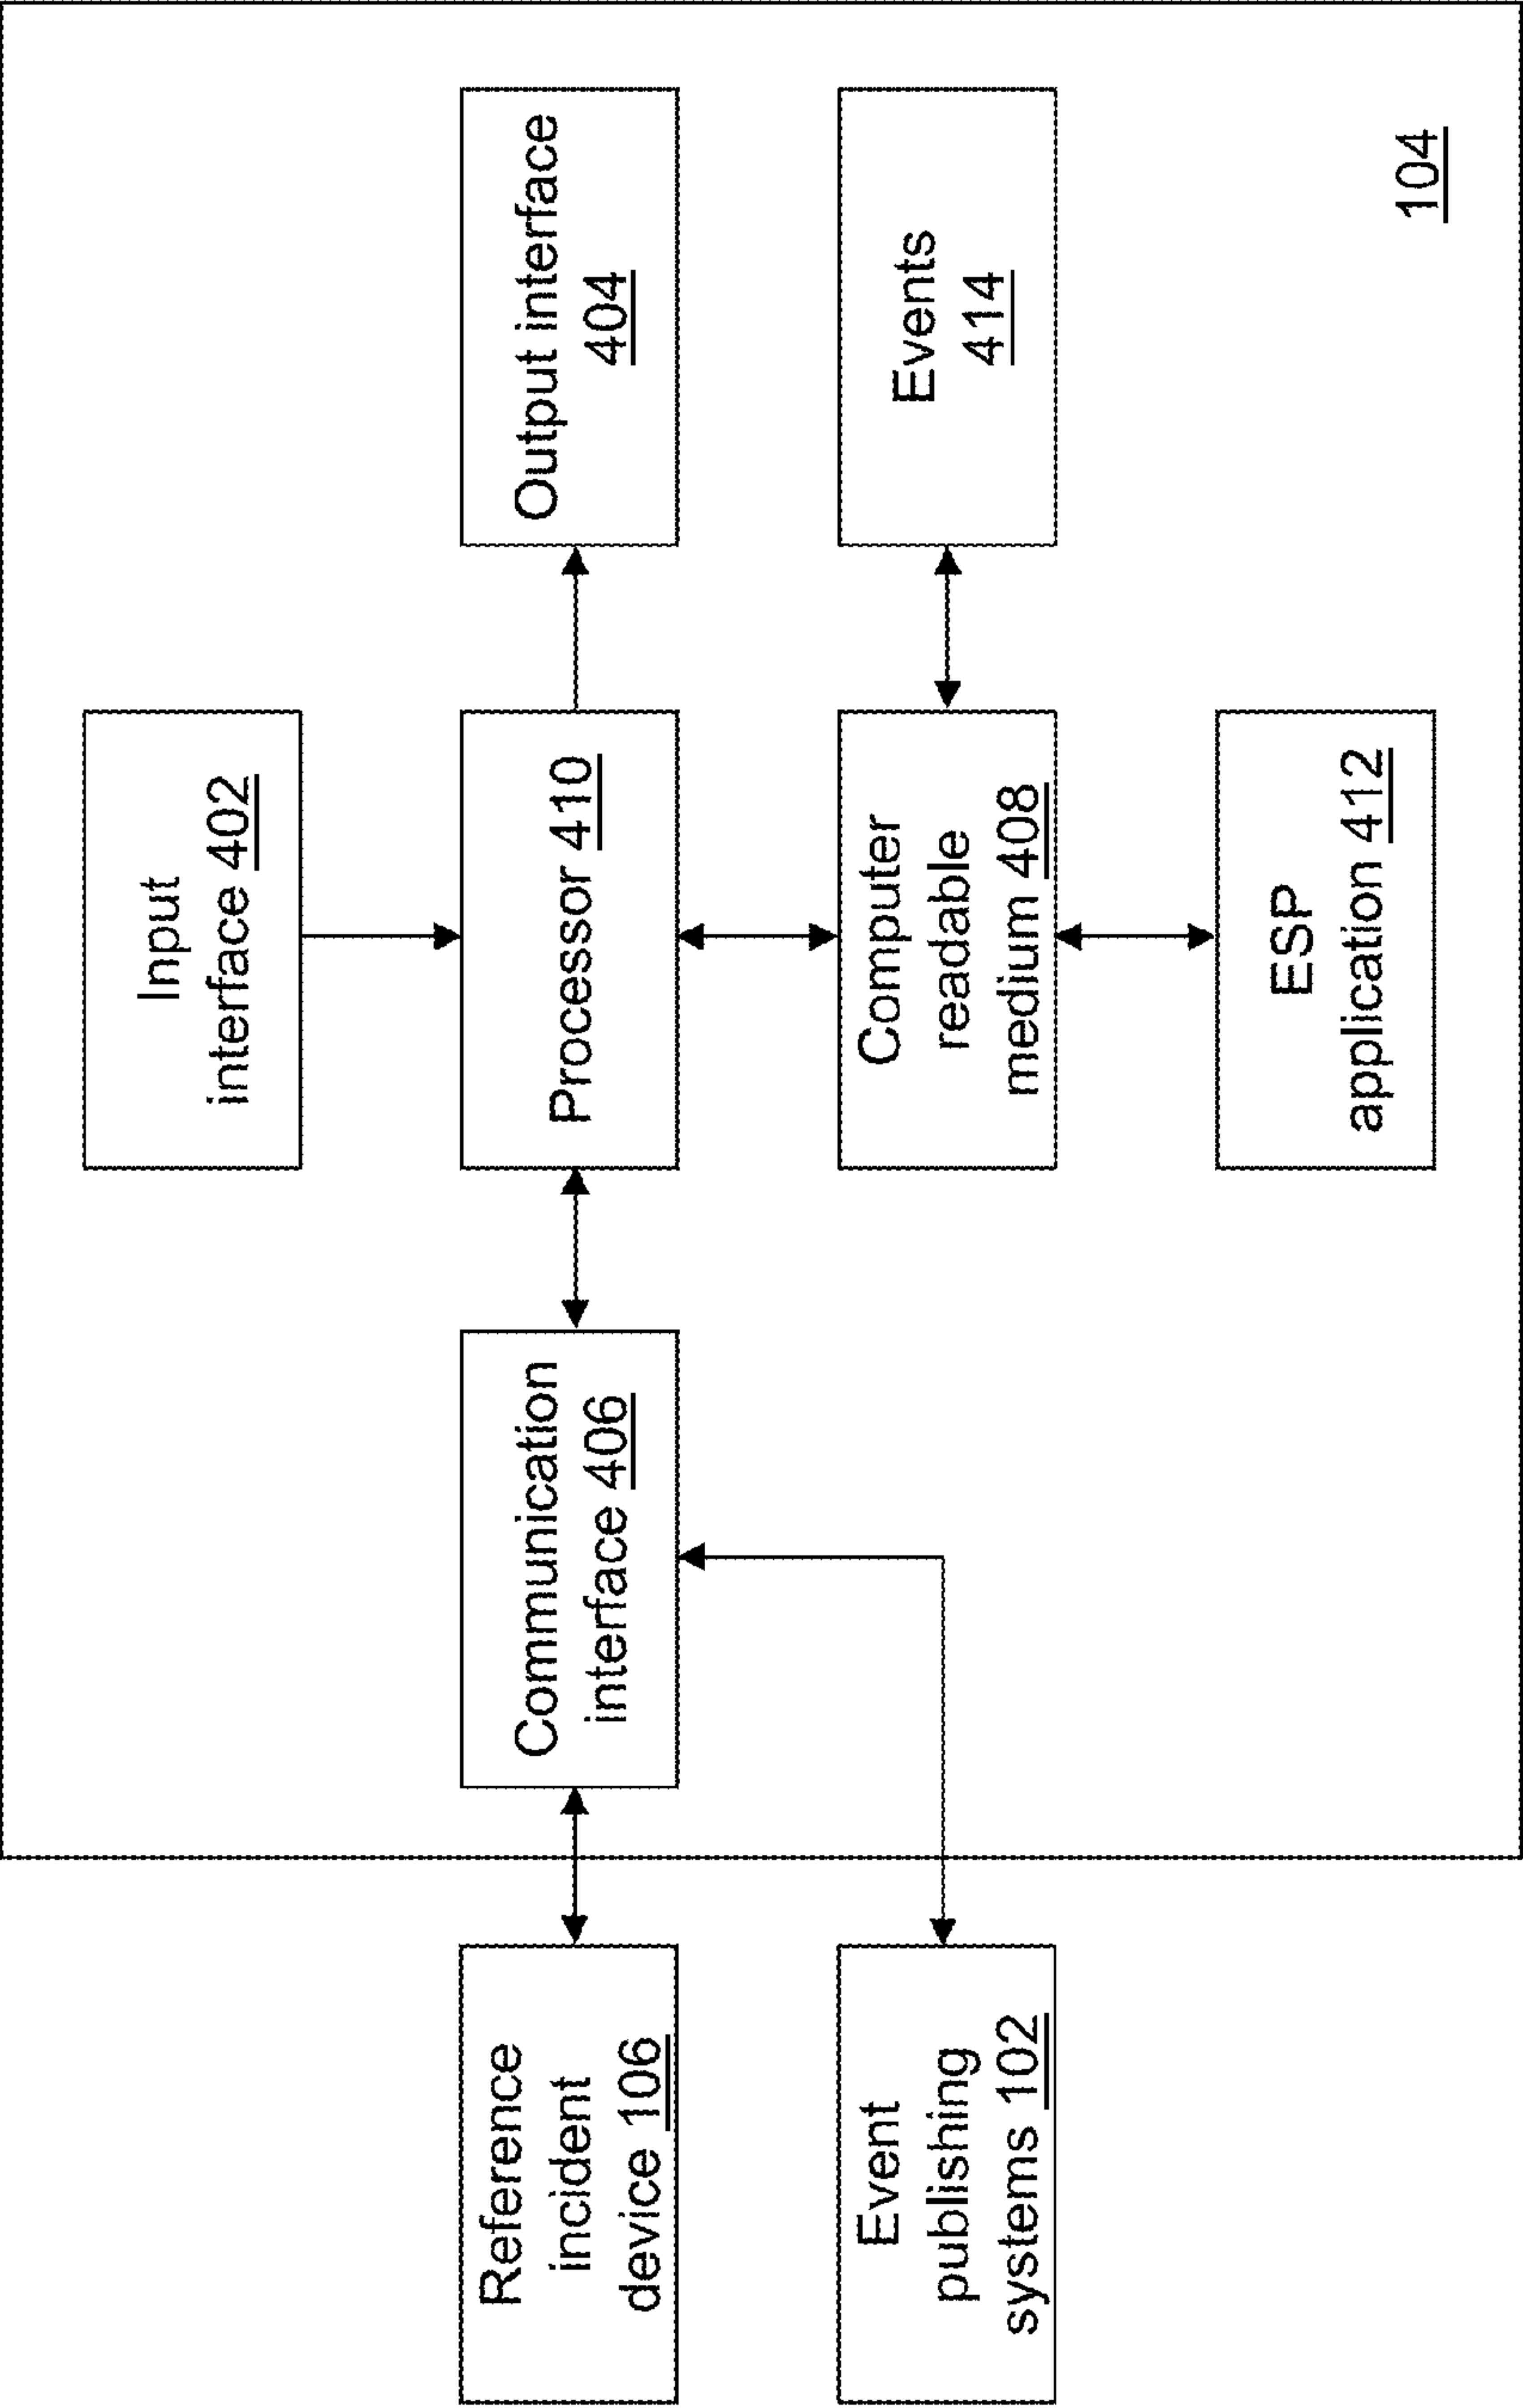 Input
interface 402
Reference
incident
device 106
Communication
interface 406
Processor 410
Output interface
404
Event
publishing
systems 102
Computer
readable
medium 408
Events
414
ESP
application 412
104